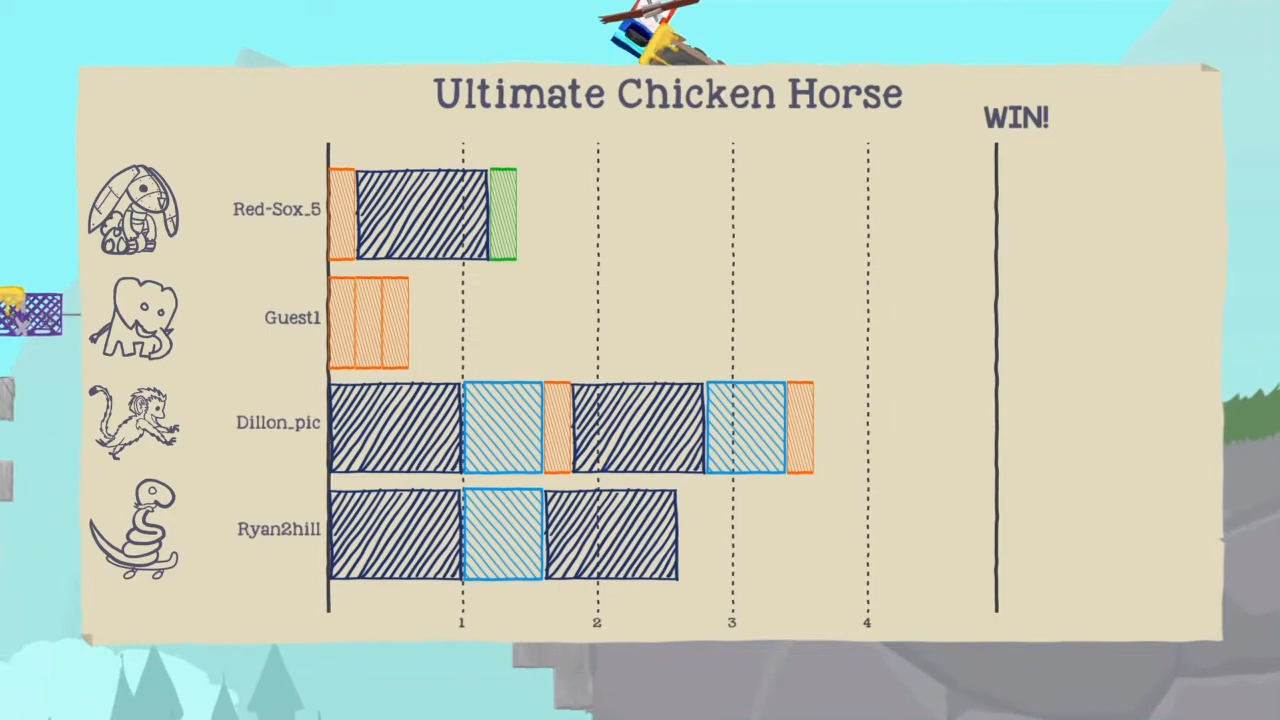 Ultimate Chicken Horse
WIN!
Red-Sox_5
Guest1
Dillon_pic
Ryan2hill
1 2 3 4